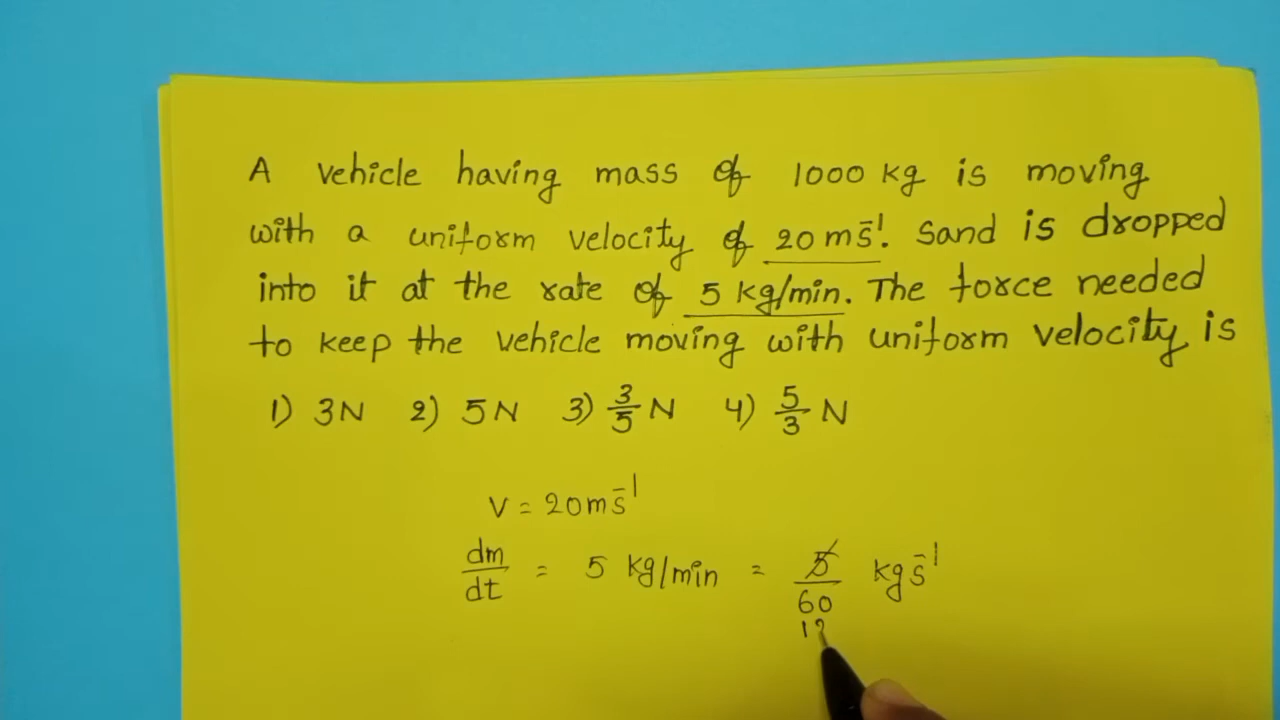 A vehicle having mass of 1000 kg is moving
with a uniform velocity of 20 ms⁻¹. Sand is dropped
into it at the rate of 5 kg/min. The force needed
to keep the vehicle moving with uniform velocity is
1) 3N 2) 5N 3) 3/5 N 4) 5/3 N
v = 20ms⁻¹
dm/dt = 5 kg/min = 5/60 kgs⁻¹
12